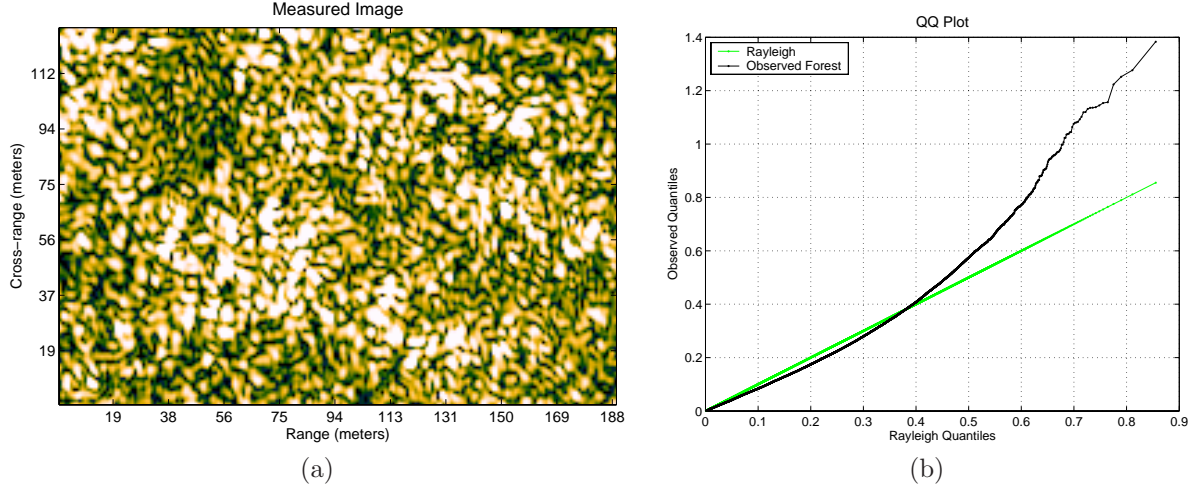 Measured Image
Cross−range (meters)
112
94
75
56
37
19
19 38 56 75 94 113 131 150 169 188
Range (meters)
(a)
QQ Plot
Rayleigh
Observed Forest
Observed Quantiles
1.4
1.2
1
0.8
0.6
0.4
0.2
0
0 0.1 0.2 0.3 0.4 0.5 0.6 0.7 0.8 0.9
Rayleigh Quantiles
(b)